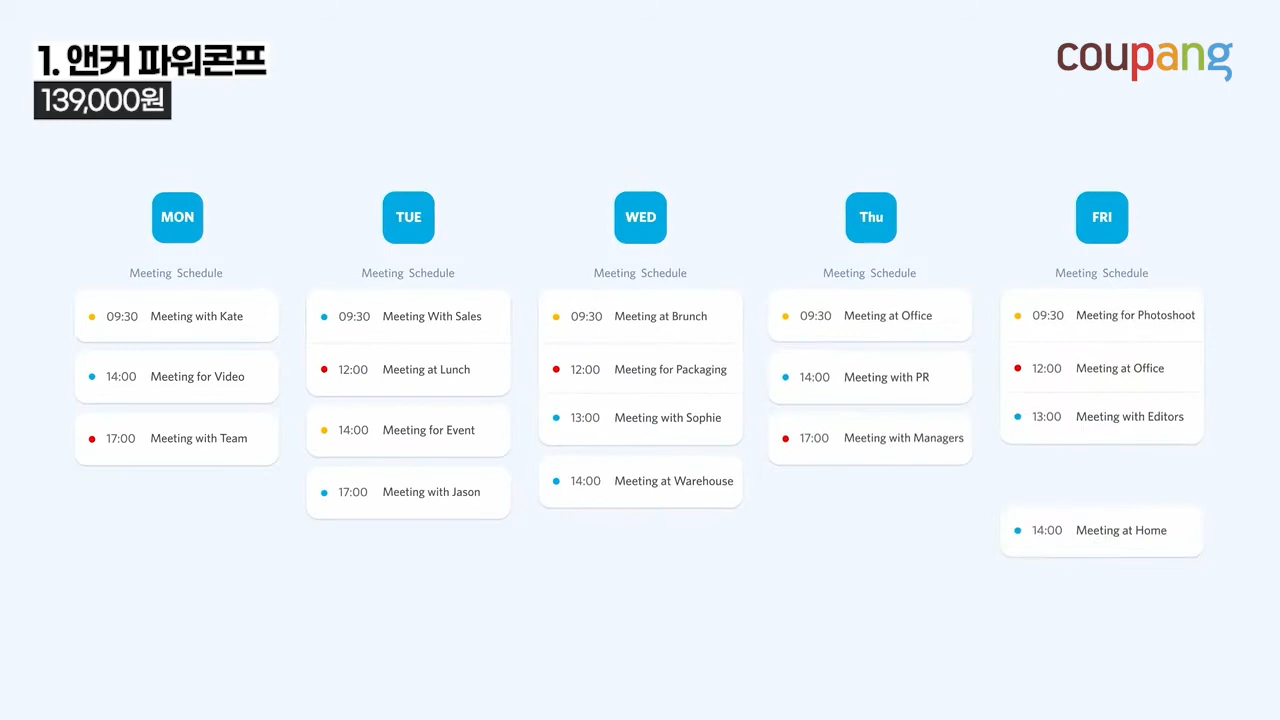 1. 앤커 파워콘프
139,000원
coupang
MON
Meeting Schedule
09:30 Meeting with Kate
14:00 Meeting for Video
17:00 Meeting with Team
TUE
Meeting Schedule
09:30 Meeting With Sales
12:00 Meeting at Lunch
14:00 Meeting for Event
17:00 Meeting with Jason
WED
Meeting Schedule
09:30 Meeting at Brunch
12:00 Meeting for Packaging
13:00 Meeting with Sophie
14:00 Meeting at Warehouse
Thu
Meeting Schedule
09:30 Meeting at Office
14:00 Meeting with PR
17:00 Meeting with Managers
FRI
Meeting Schedule
09:30 Meeting for Photoshoot
12:00 Meeting at Office
13:00 Meeting with Editors
14:00 Meeting at Home